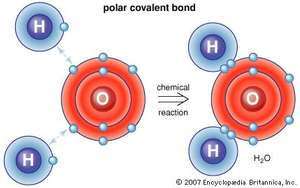 polar covalent bond
H
H
O
chemical
reaction
H
O
H
H₂O
© 2007 Encyclopædia Britannica, Inc.